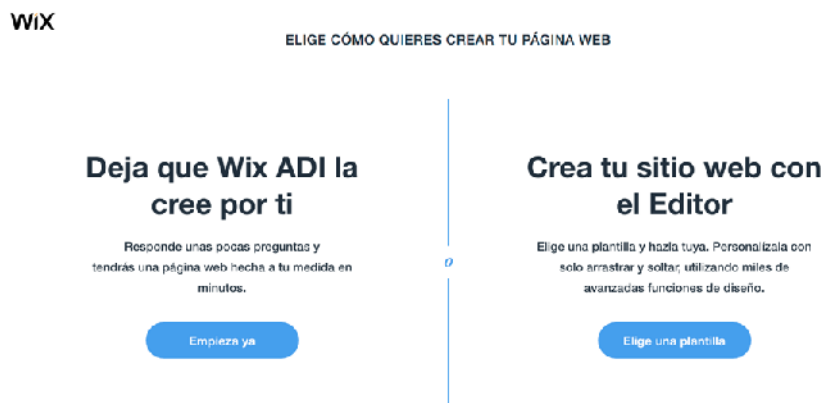 WiX
ELIGE CÓMO QUIERES CREAR TU PÁGINA WEB
Deja que Wix ADI la
cree por ti
Responde unas pocas preguntas y
tendrás una página web hecha a tu medida en
minutos.
Empieza ya
o
Crea tu sitio web con
el Editor
Elige una plantilla y hazla tuya. Personalízala con
solo arrastrar y soltar, utilizando miles de
avanzadas funciones de diseño.
Elige una plantilla